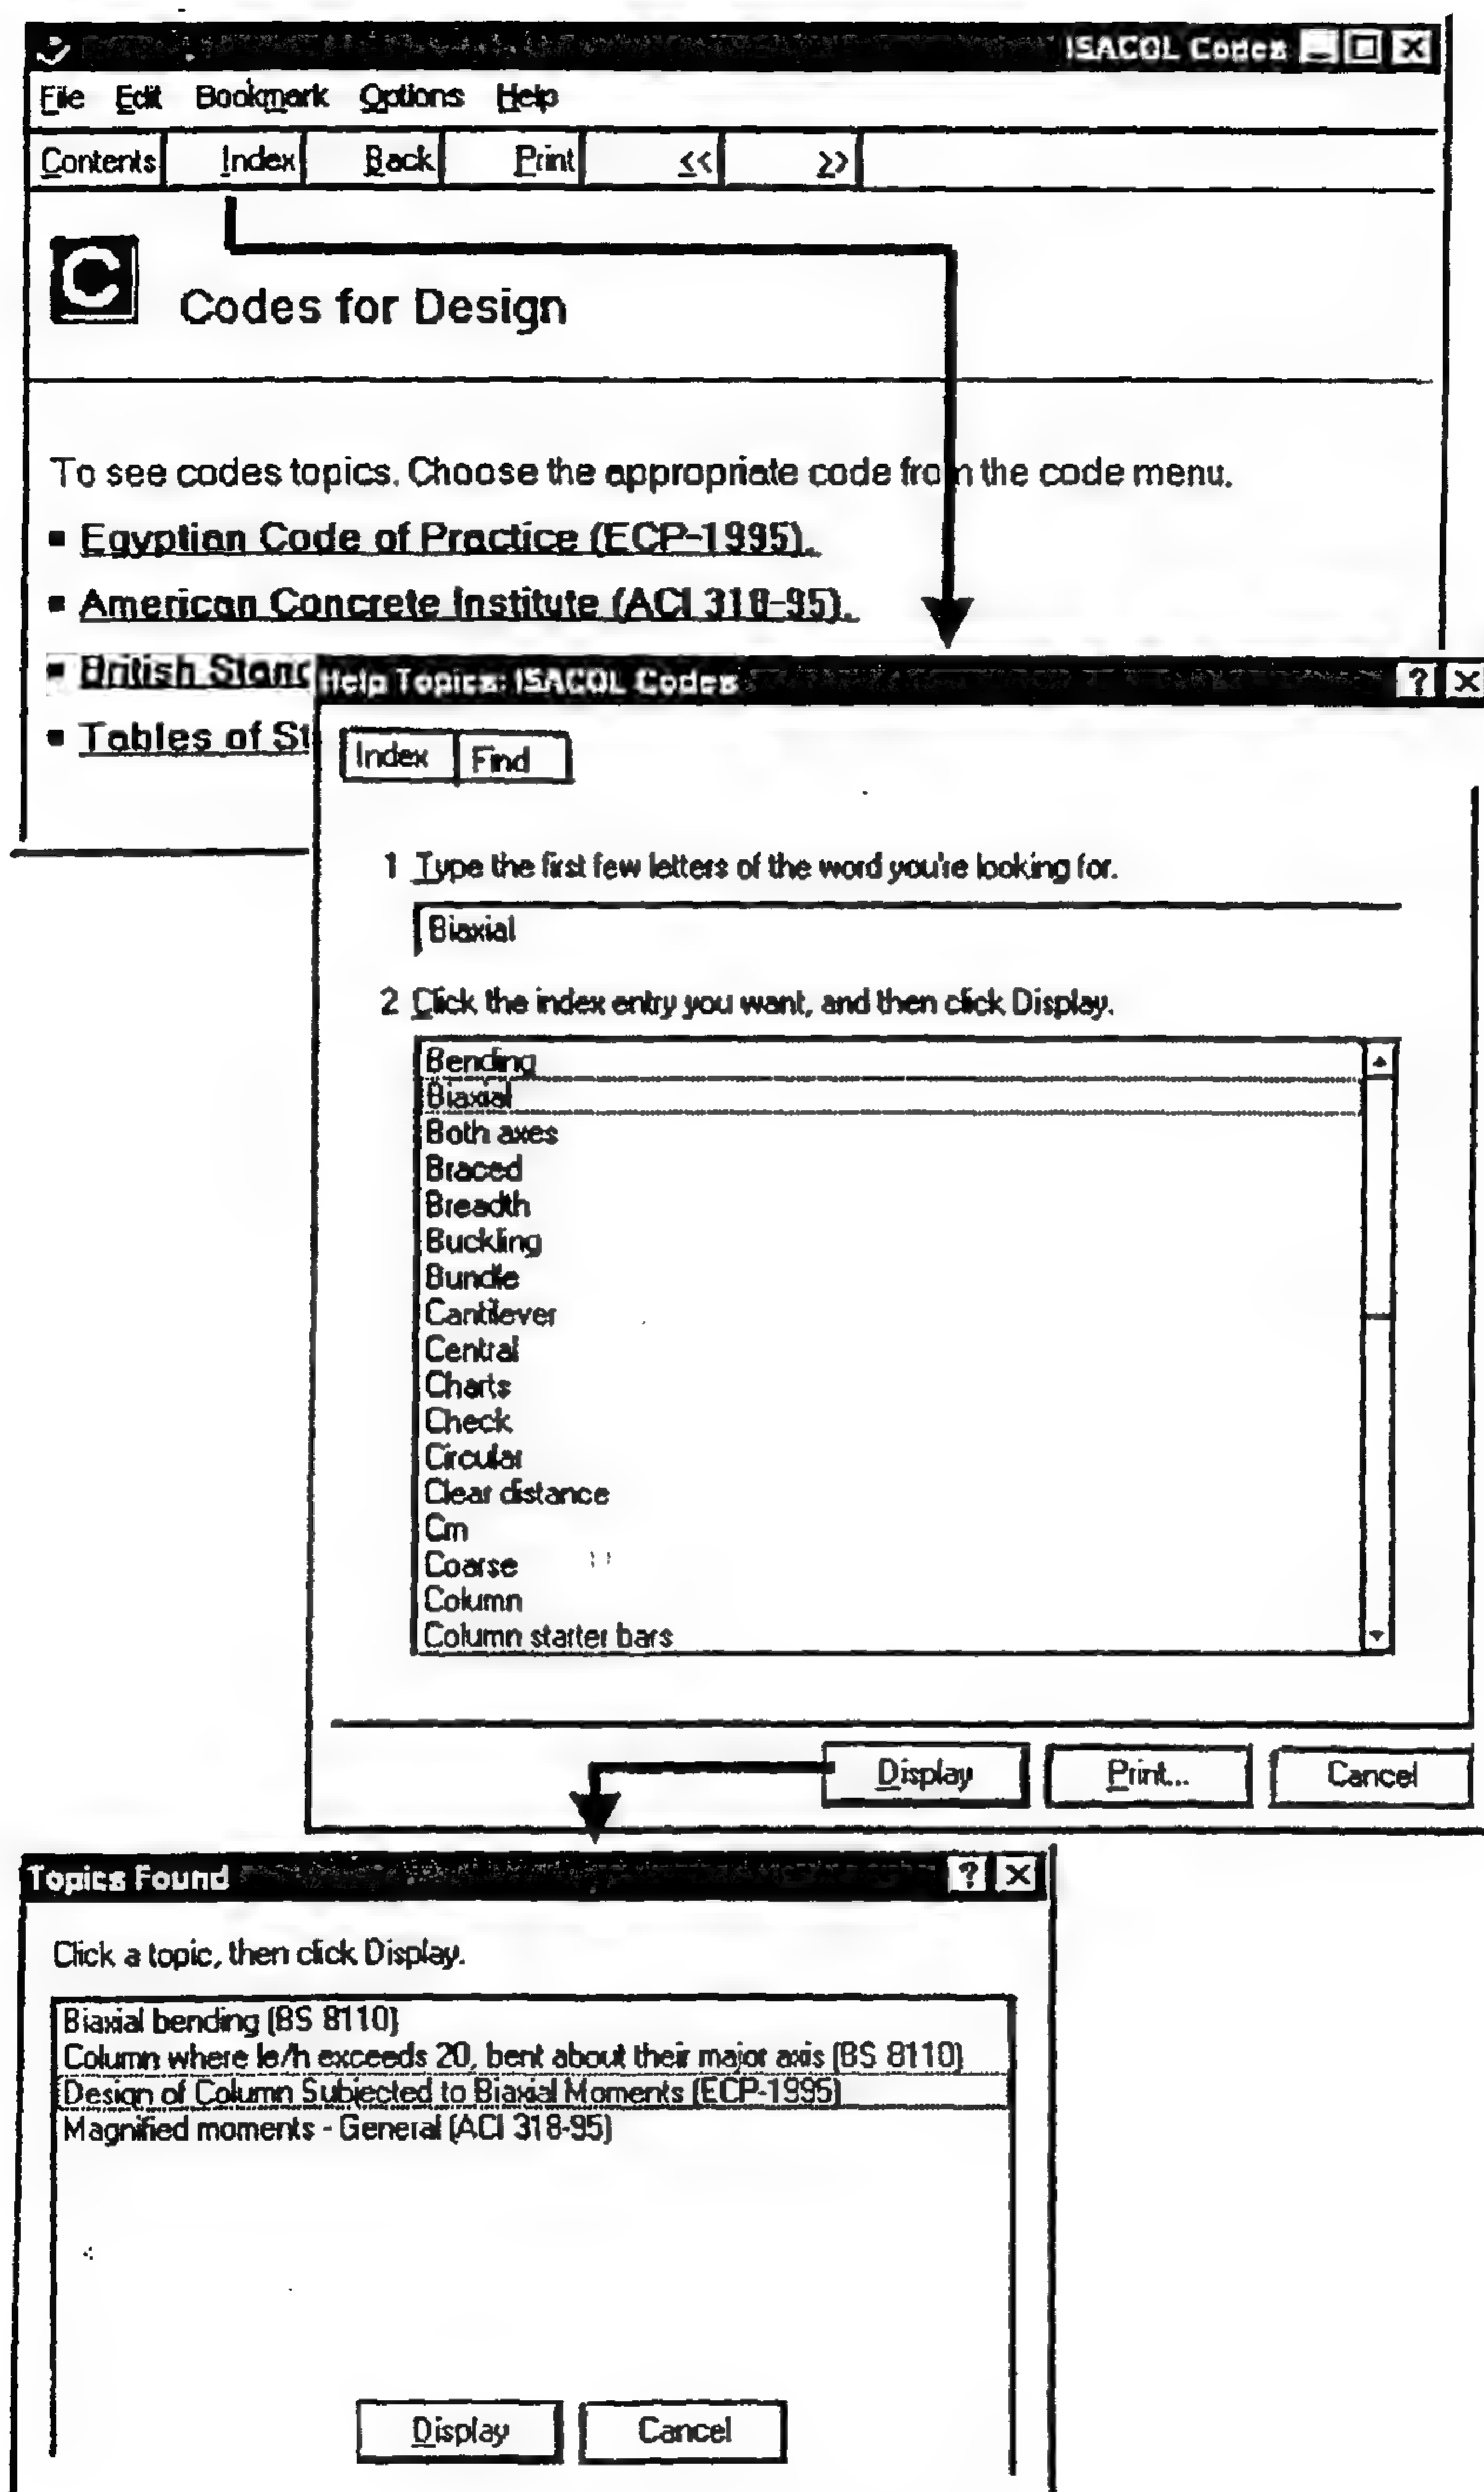 ISACOL Codes
File Edit Bookmark Options Help
Contents Index Back Print << >>
C
Codes for Design
To see codes topics. Choose the appropriate code from the code menu.
▪ Egyptian Code of Practice (ECP-1995).
▪ American Concrete Institute (ACI 318-95).
▪ British
▪ Tables of
Help Topics: ISACOL Codes ? X
Index Find
1 Type the first few letters of the word you're looking for.
Biaxial
2 Click the index entry you want, and then click Display.
Bending
Biaxial
Both axes
Braced
Breadth
Buckling
Bundle
Cantilever
Central
Charts
Check
Circular
Clear distance
Cm
Coarse
Column
Column starter bars
Display Print... Cancel
Topics Found ? X
Click a topic, then click Display.
Biaxial bending (BS 8110)
Column where le/h exceeds 20, bent about their major axis (BS 8110)
Design of Column Subjected to Biaxial Moments (ECP-1995)
Magnified moments - General (ACI 318-95)
Display Cancel